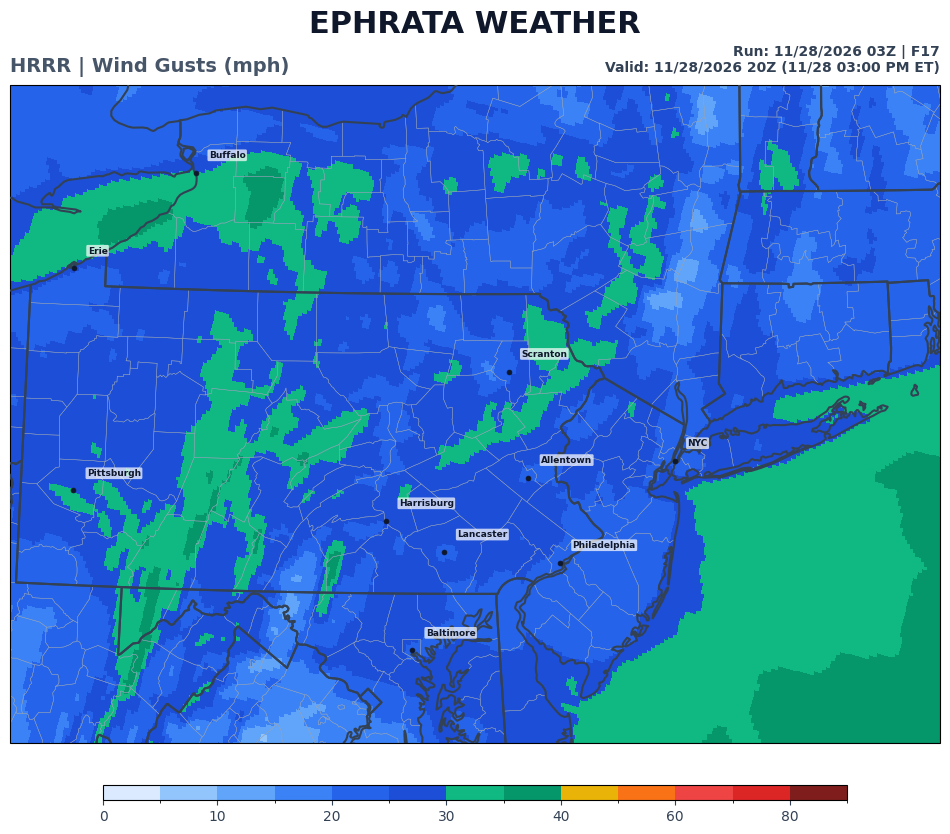 EPHRATA WEATHER
HRRR | Wind Gusts (mph)
Run: 11/28/2026 03Z | F17
Valid: 11/28/2026 20Z (11/28 03:00 PM ET)
Buffalo
Erie
Scranton
NYC
Allentown
Pittsburgh
Harrisburg
Lancaster
Philadelphia
Baltimore
0 10 20 30 40 50 60 70 80